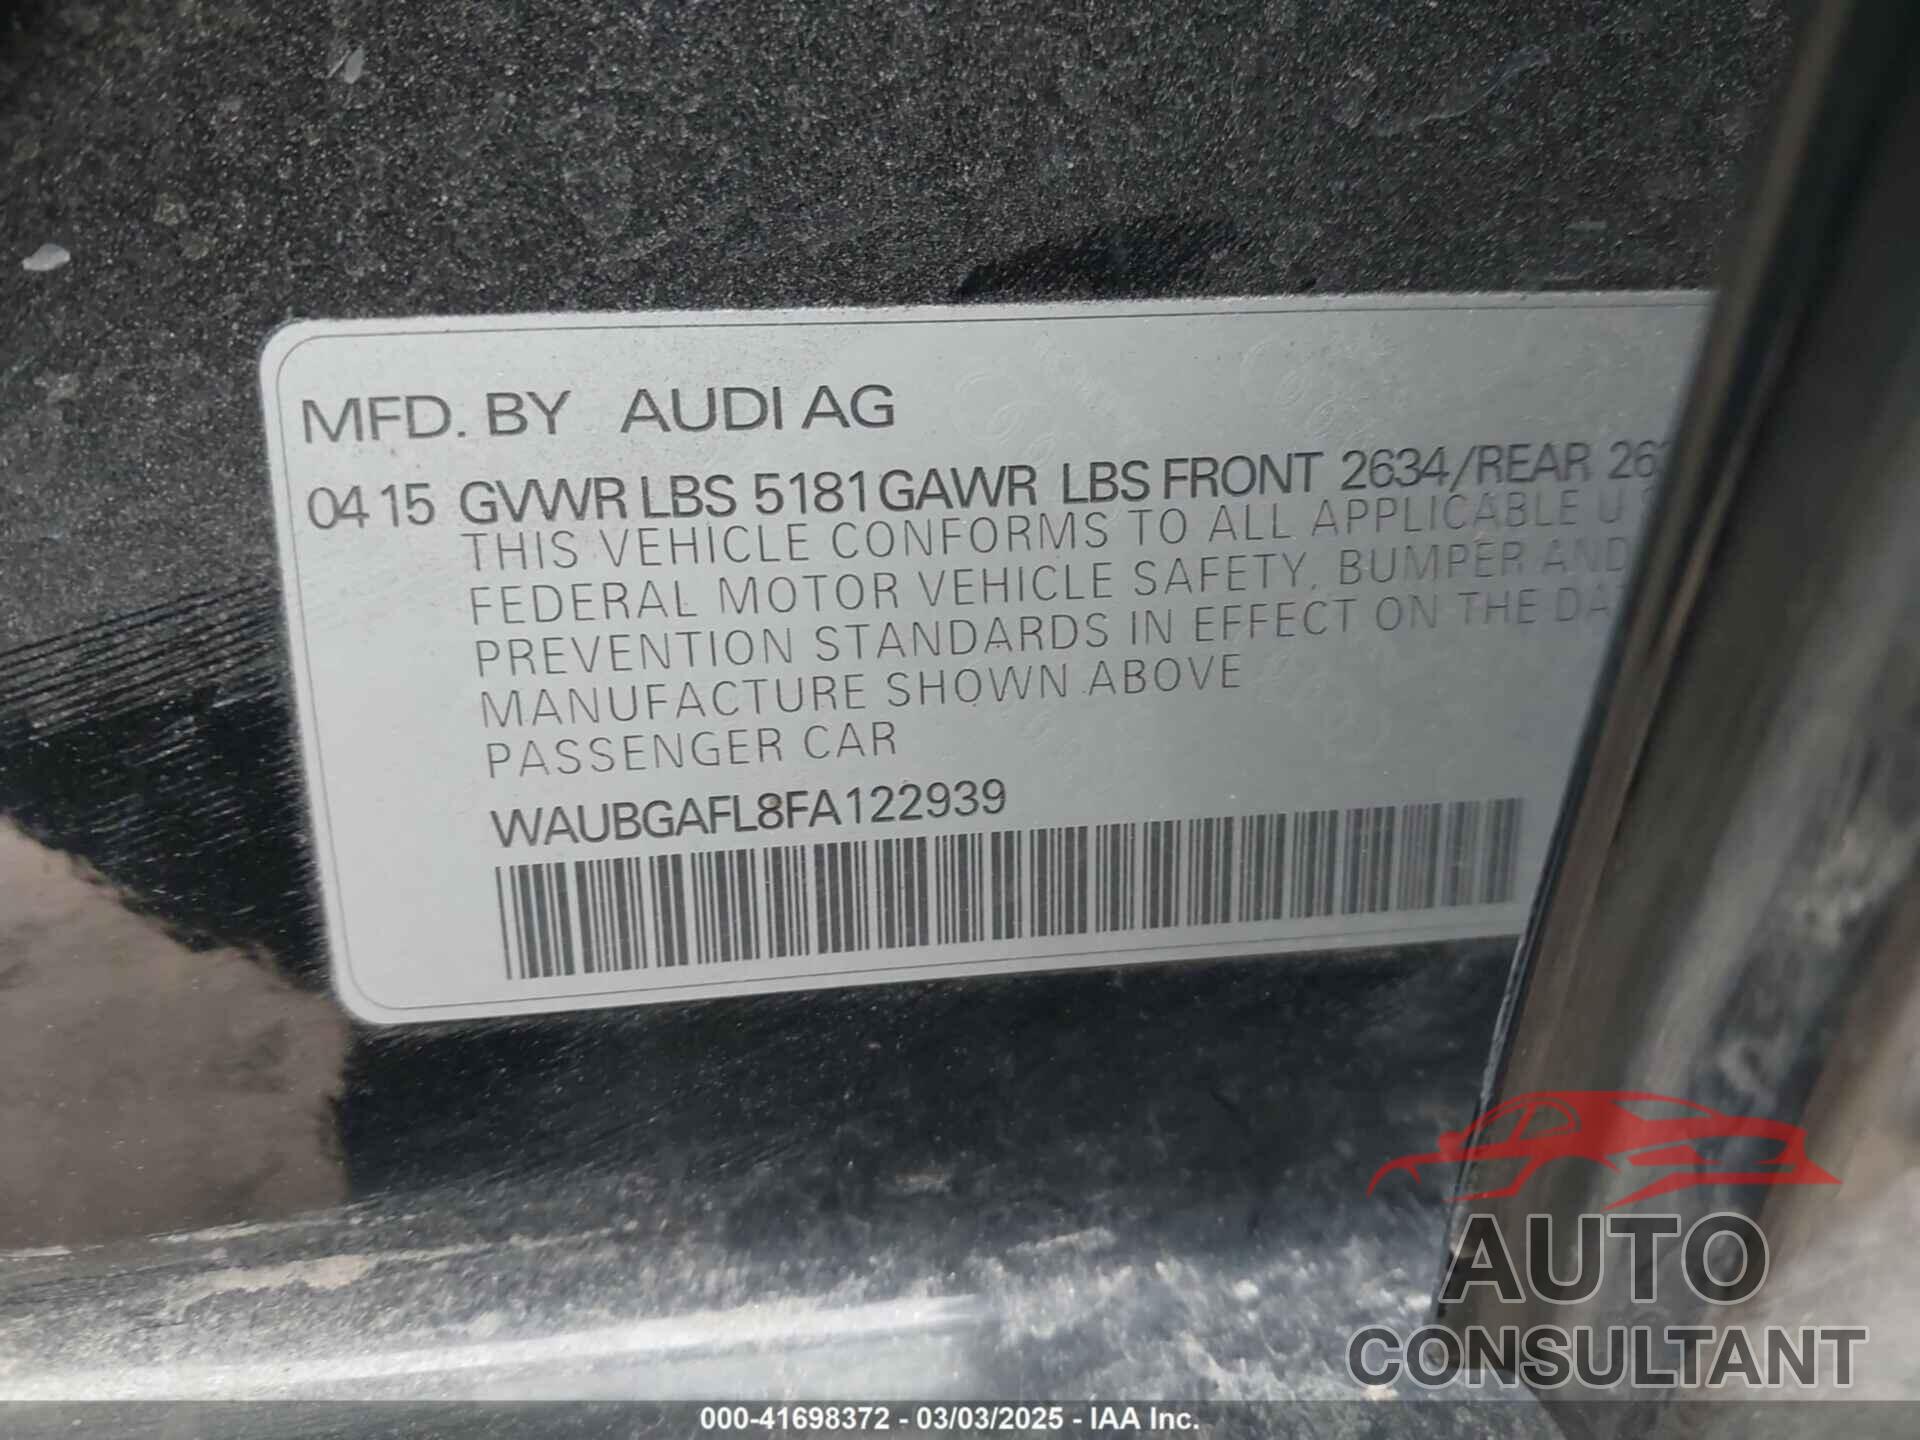 MFD. BY AUDI AG
04 15 GVWR LBS 5181 GAWR LBS FRONT 2634/REAR
THIS VEHICLE CONFORMS TO ALL APPLICABLE U
FEDERAL MOTOR VEHICLE SAFETY, BUMPER AND
PREVENTION STANDARDS IN EFFECT ON THE
MANUFACTURE SHOWN ABOVE
PASSENGER CAR
WAUBGAFL8FA122939
AUTO
CONSULTANT
000-41698372 - 03/03/2025 - IAA Inc.